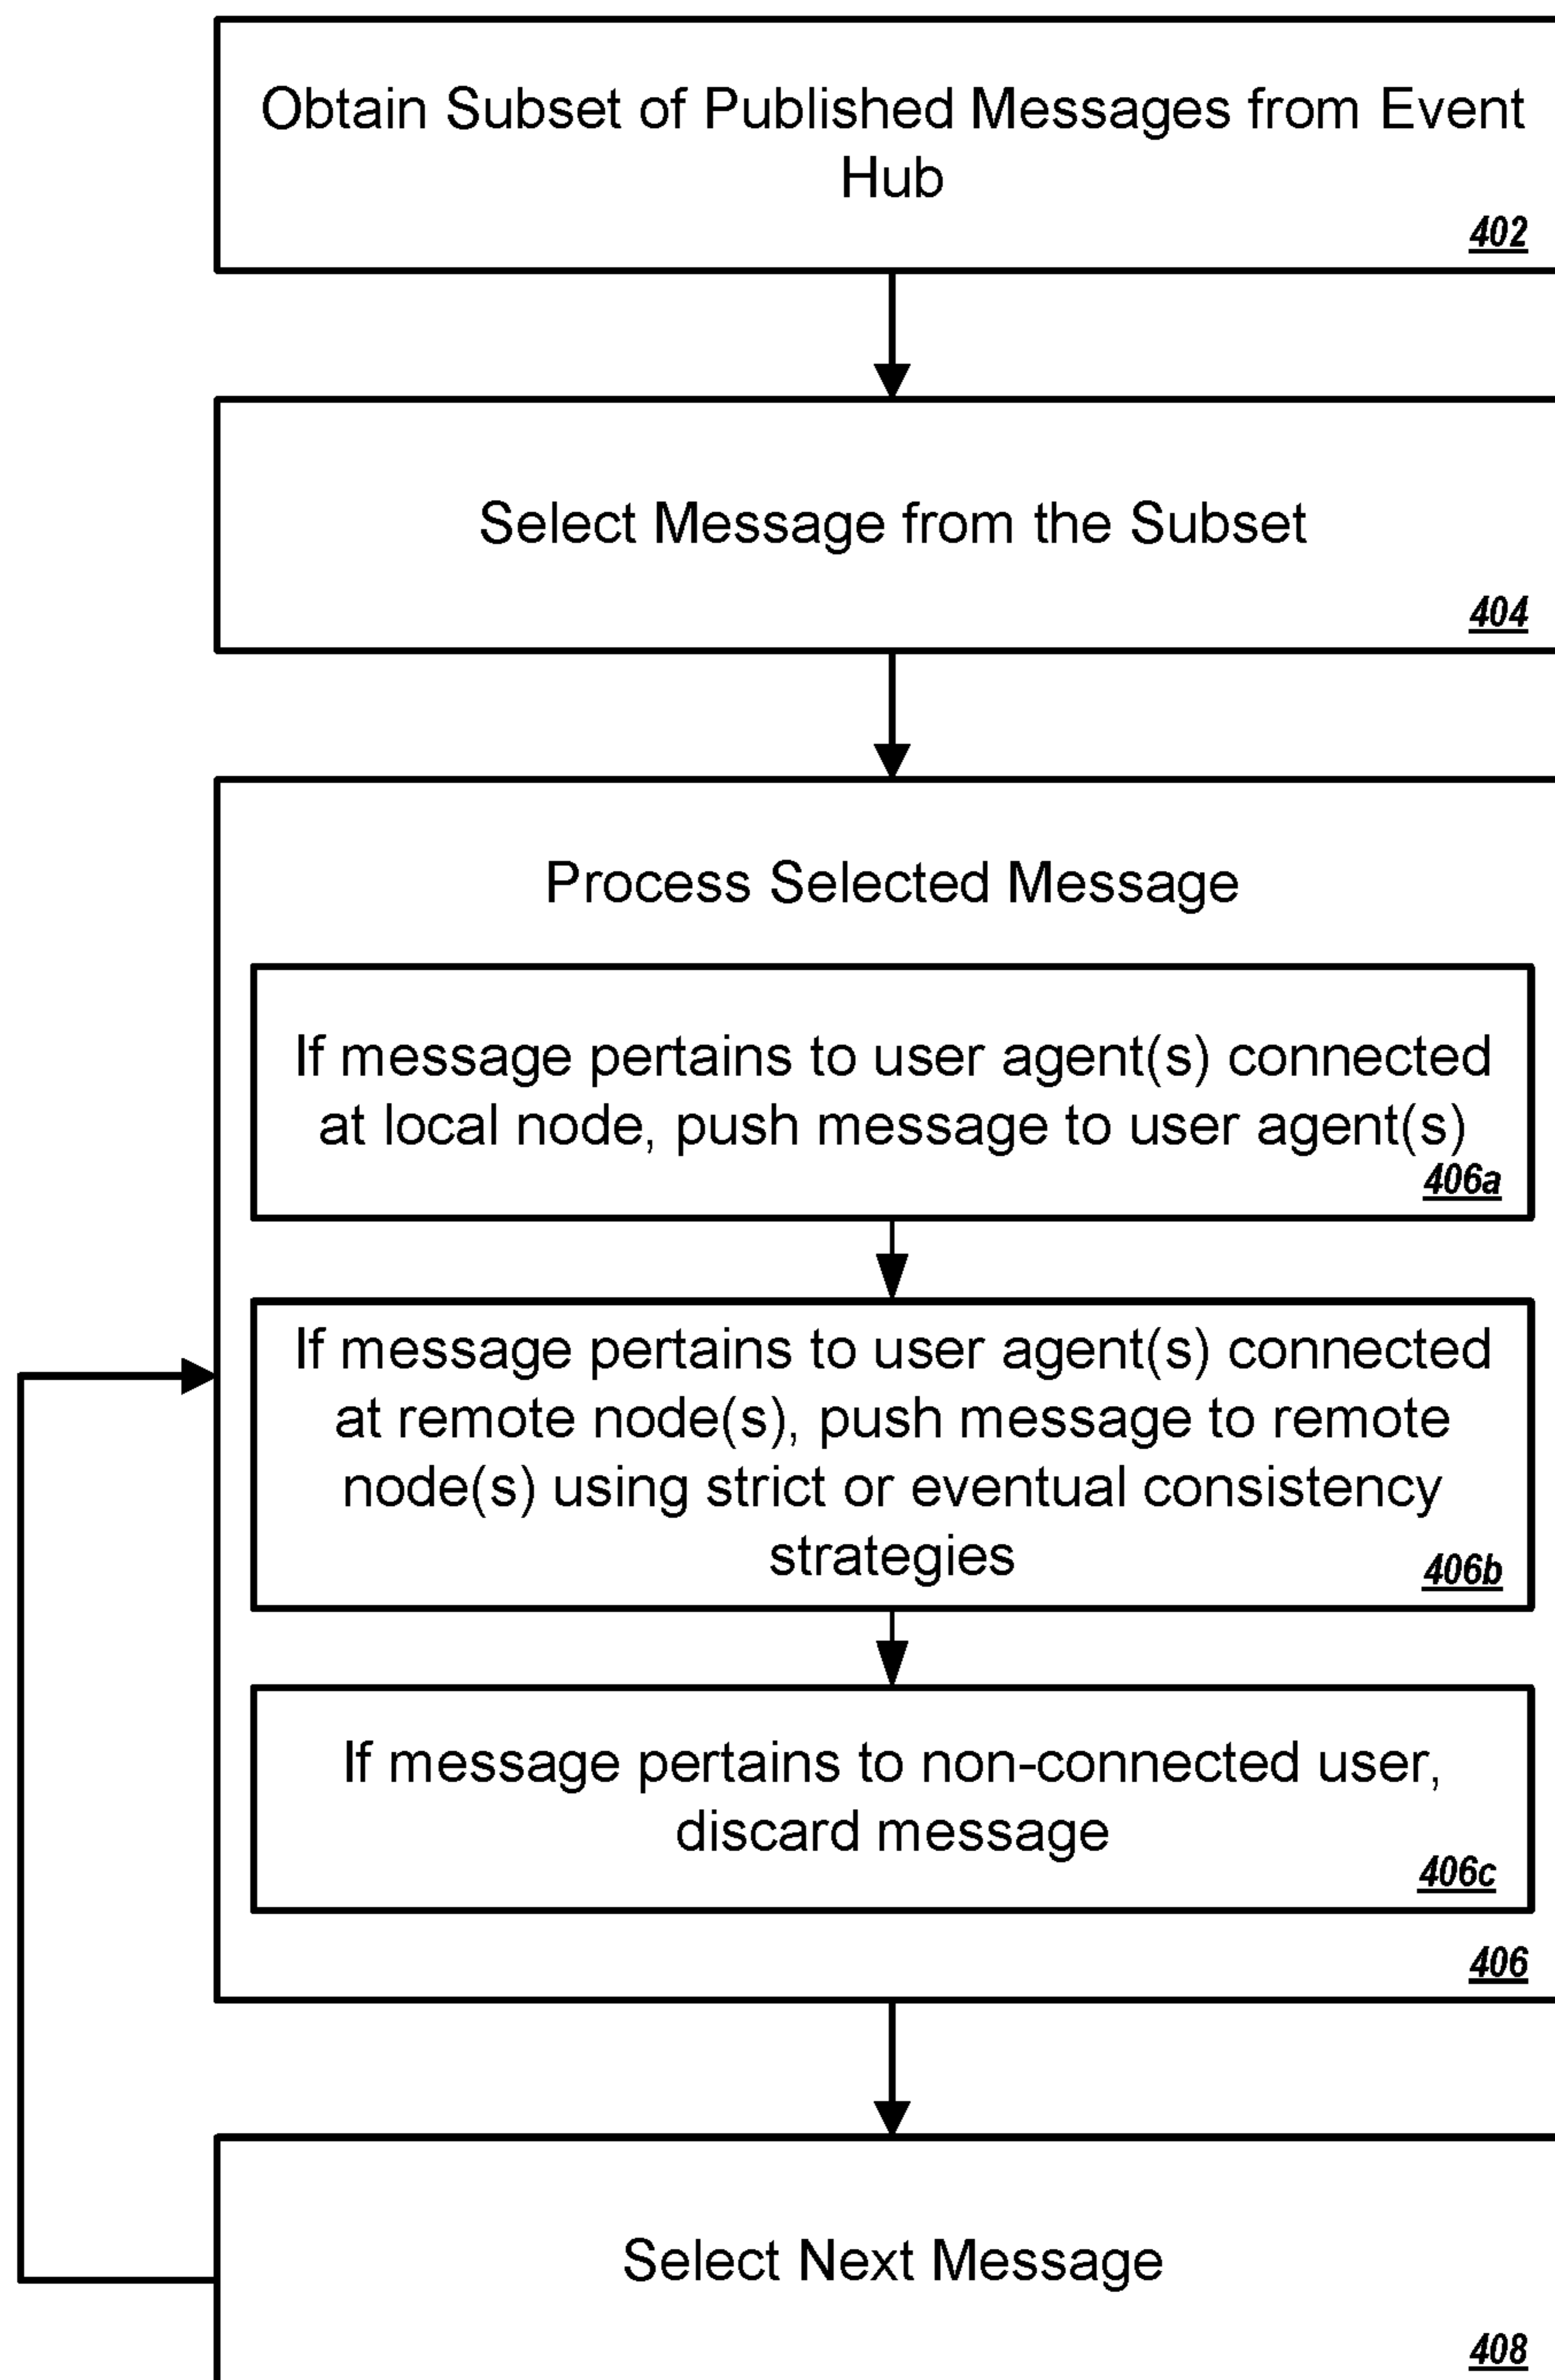 Obtain Subset of Published Messages from Event
Hub
402
Select Message from the Subset
404
Process Selected Message
If message pertains to user agent(s) connected
at local node, push message to user agent(s)
406a
If message pertains to user agent(s) connected
at remote node(s), push message to remote
node(s) using strict or eventual consistency
strategies
406b
If message pertains to non-connected user,
discard message
406c
406
Select Next Message
408